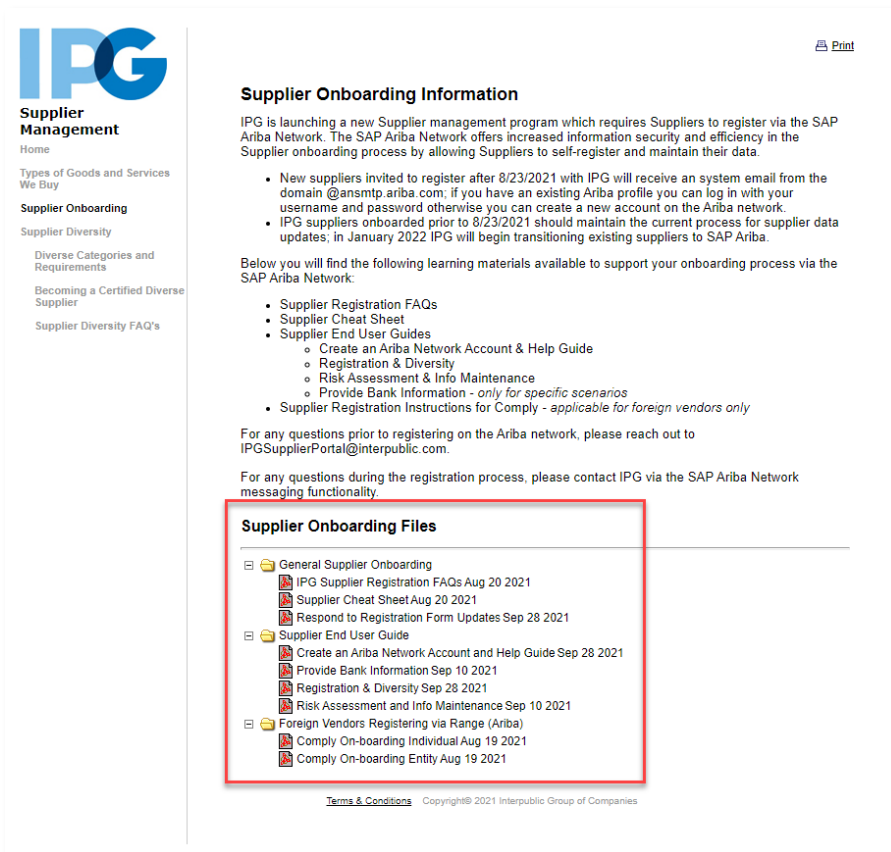 IPG
Supplier
Management
Home
Types of Goods and Services
We Buy
Supplier Onboarding
Supplier Diversity
Diverse Categories and
Requirements
Becoming a Certified Diverse
Supplier
Supplier Diversity FAQ's
Print
Supplier Onboarding Information
IPG is launching a new Supplier management program which requires Suppliers to register via the SAP
Ariba Network. The SAP Ariba Network offers increased information security and efficiency in the
Supplier onboarding process by allowing Suppliers to self-register and maintain their data.
• New suppliers invited to register after 8/23/2021 with IPG will receive an system email from the
domain @ansmtp.ariba.com; if you have an existing Ariba profile you can log in with your
username and password otherwise you can create a new account on the Ariba network.
• IPG suppliers onboarded prior to 8/23/2021 should maintain the current process for supplier data
updates; in January 2022 IPG will begin transitioning existing suppliers to SAP Ariba.
Below you will find the following learning materials available to support your onboarding process via the
SAP Ariba Network:
• Supplier Registration FAQs
• Supplier Cheat Sheet
• Supplier End User Guides
o Create an Ariba Network Account & Help Guide
o Registration & Diversity
o Risk Assessment & Info Maintenance
o Provide Bank Information - only for specific scenarios
• Supplier Registration Instructions for Comply - applicable for foreign vendors only
For any questions prior to registering on the Ariba network, please reach out to
IPGSupplierPortal@interpublic.com.
For any questions during the registration process, please contact IPG via the SAP Ariba Network
messaging functionality.
Supplier Onboarding Files
General Supplier Onboarding
IPG Supplier Registration FAQs Aug 20 2021
Supplier Cheat Sheet Aug 20 2021
Respond to Registration Form Updates Sep 28 2021
Supplier End User Guide
Create an Ariba Network Account and Help Guide Sep 28 2021
Provide Bank Information Sep 10 2021
Registration & Diversity Sep 28 2021
Risk Assessment and Info Maintenance Sep 10 2021
Foreign Vendors Registering via Range (Ariba)
Comply On-boarding Individual Aug 19 2021
Comply On-boarding Entity Aug 19 2021
Terms & Conditions Copyright© 2021 Interpublic Group of Companies